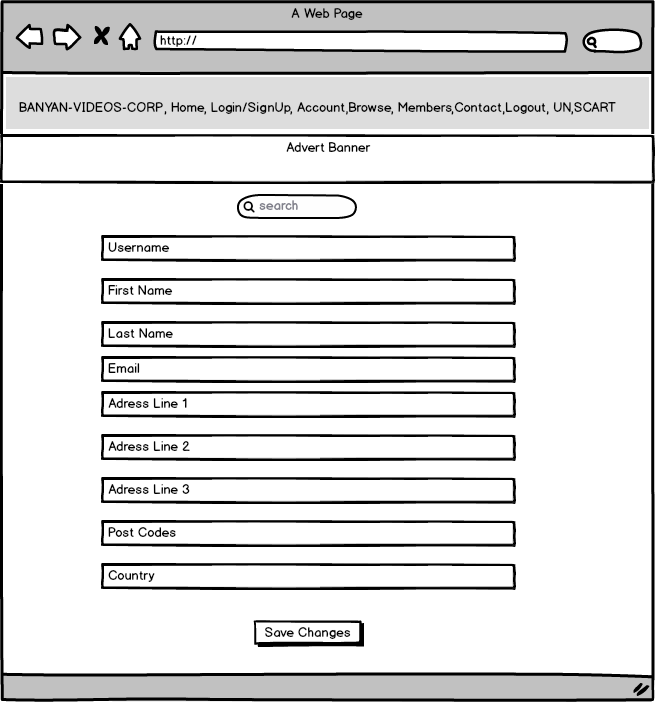 A Web Page
http://
BANYAN-VIDEOS-CORP, Home, Login/SignUp, Account,Browse, Members,Contact,Logout, UN,SCART
Advert Banner
search
Username
First Name
Last Name
Email
Adress Line 1
Adress Line 2
Adress Line 3
Post Codes
Country
Save Changes